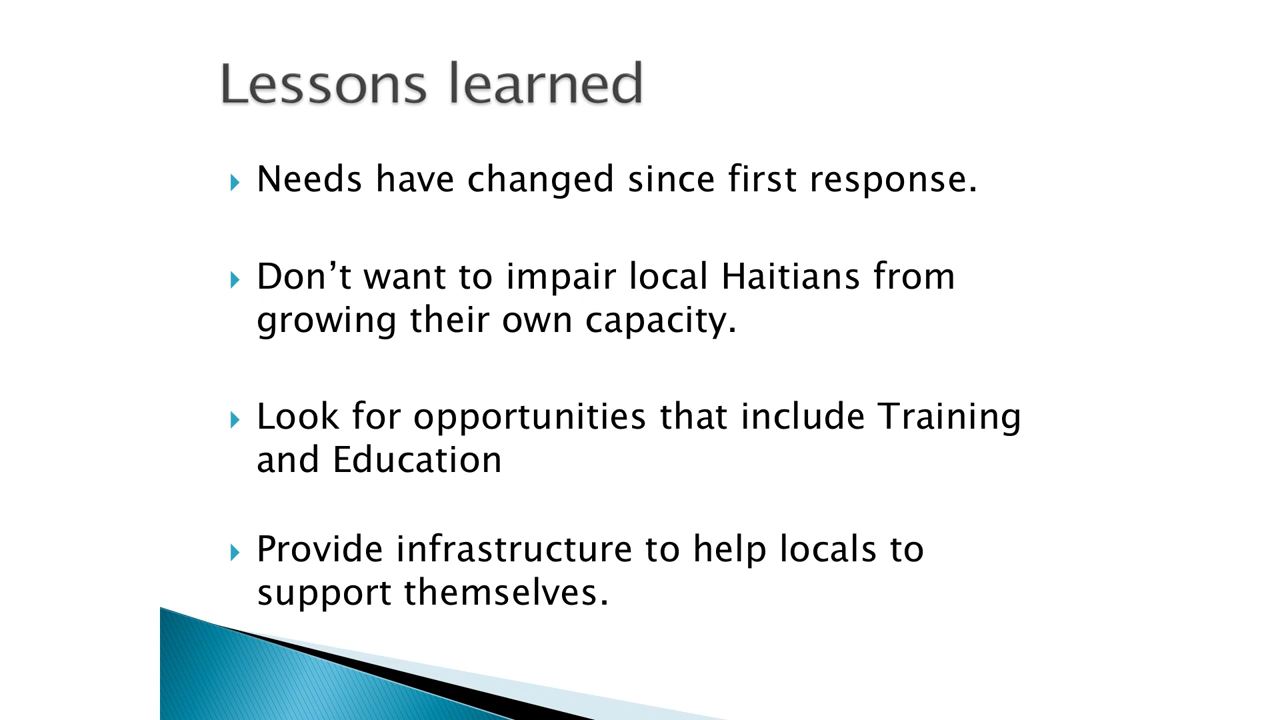 Lessons learned
Needs have changed since first response.
Don’t want to impair local Haitians from
growing their own capacity.
Look for opportunities that include Training
and Education
Provide infrastructure to help locals to
support themselves.